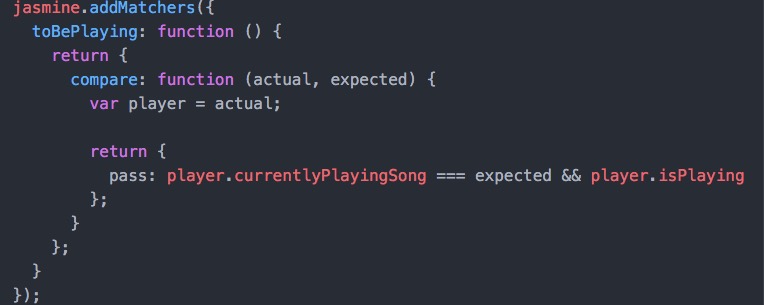 jasmine.addMatchers({
  toBePlaying: function () {
    return {
      compare: function (actual, expected) {
        var player = actual;

        return {
          pass: player.currentlyPlayingSong === expected && player.isPlaying
        };
      }
    };
  }
});